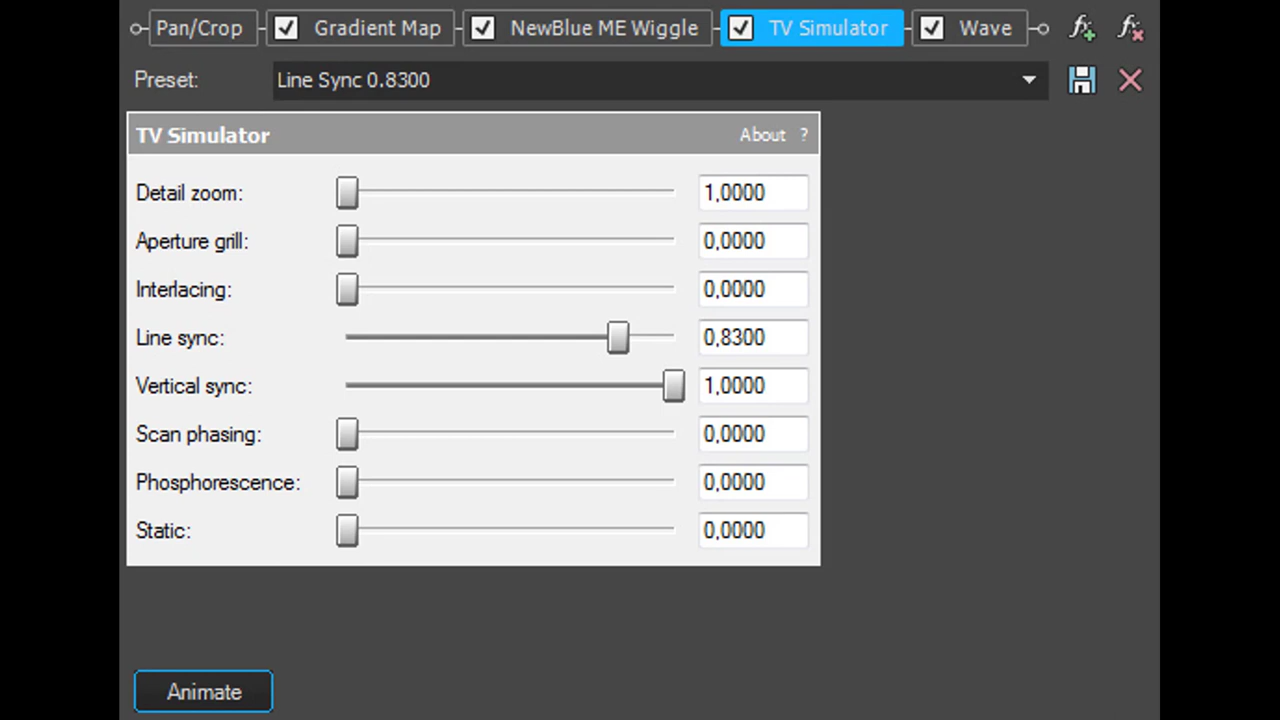 Pan/Crop Gradient Map NewBlue ME Wiggle TV Simulator Wave
Preset: Line Sync 0.8300
TV Simulator About ?
Detail zoom: 1,0000
Aperture grill: 0,0000
Interlacing: 0,0000
Line sync: 0,8300
Vertical sync: 1,0000
Scan phasing: 0,0000
Phosphorescence: 0,0000
Static: 0,0000
Animate